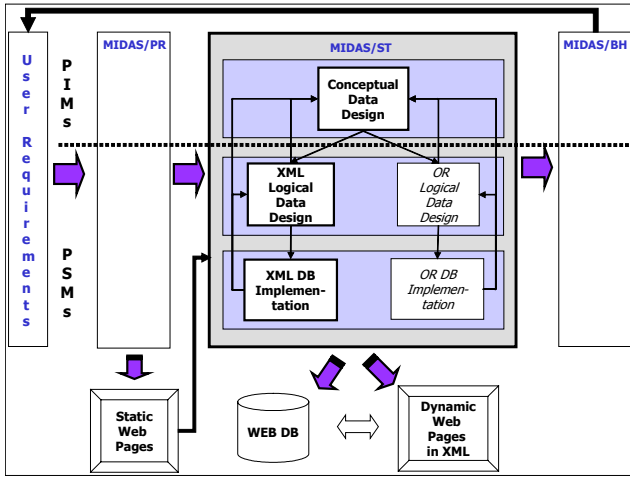 User Requirements
PIMs
PSMs
MIDAS/PR
MIDAS/ST
MIDAS/BH
Conceptual
Data
Design
XML
Logical
Data
Design
OR
Logical
Data
Design
XML DB
Implemen-
tation
OR DB
Implemen-
tation
Static
Web
Pages
WEB DB
Dynamic
Web
Pages
in XML